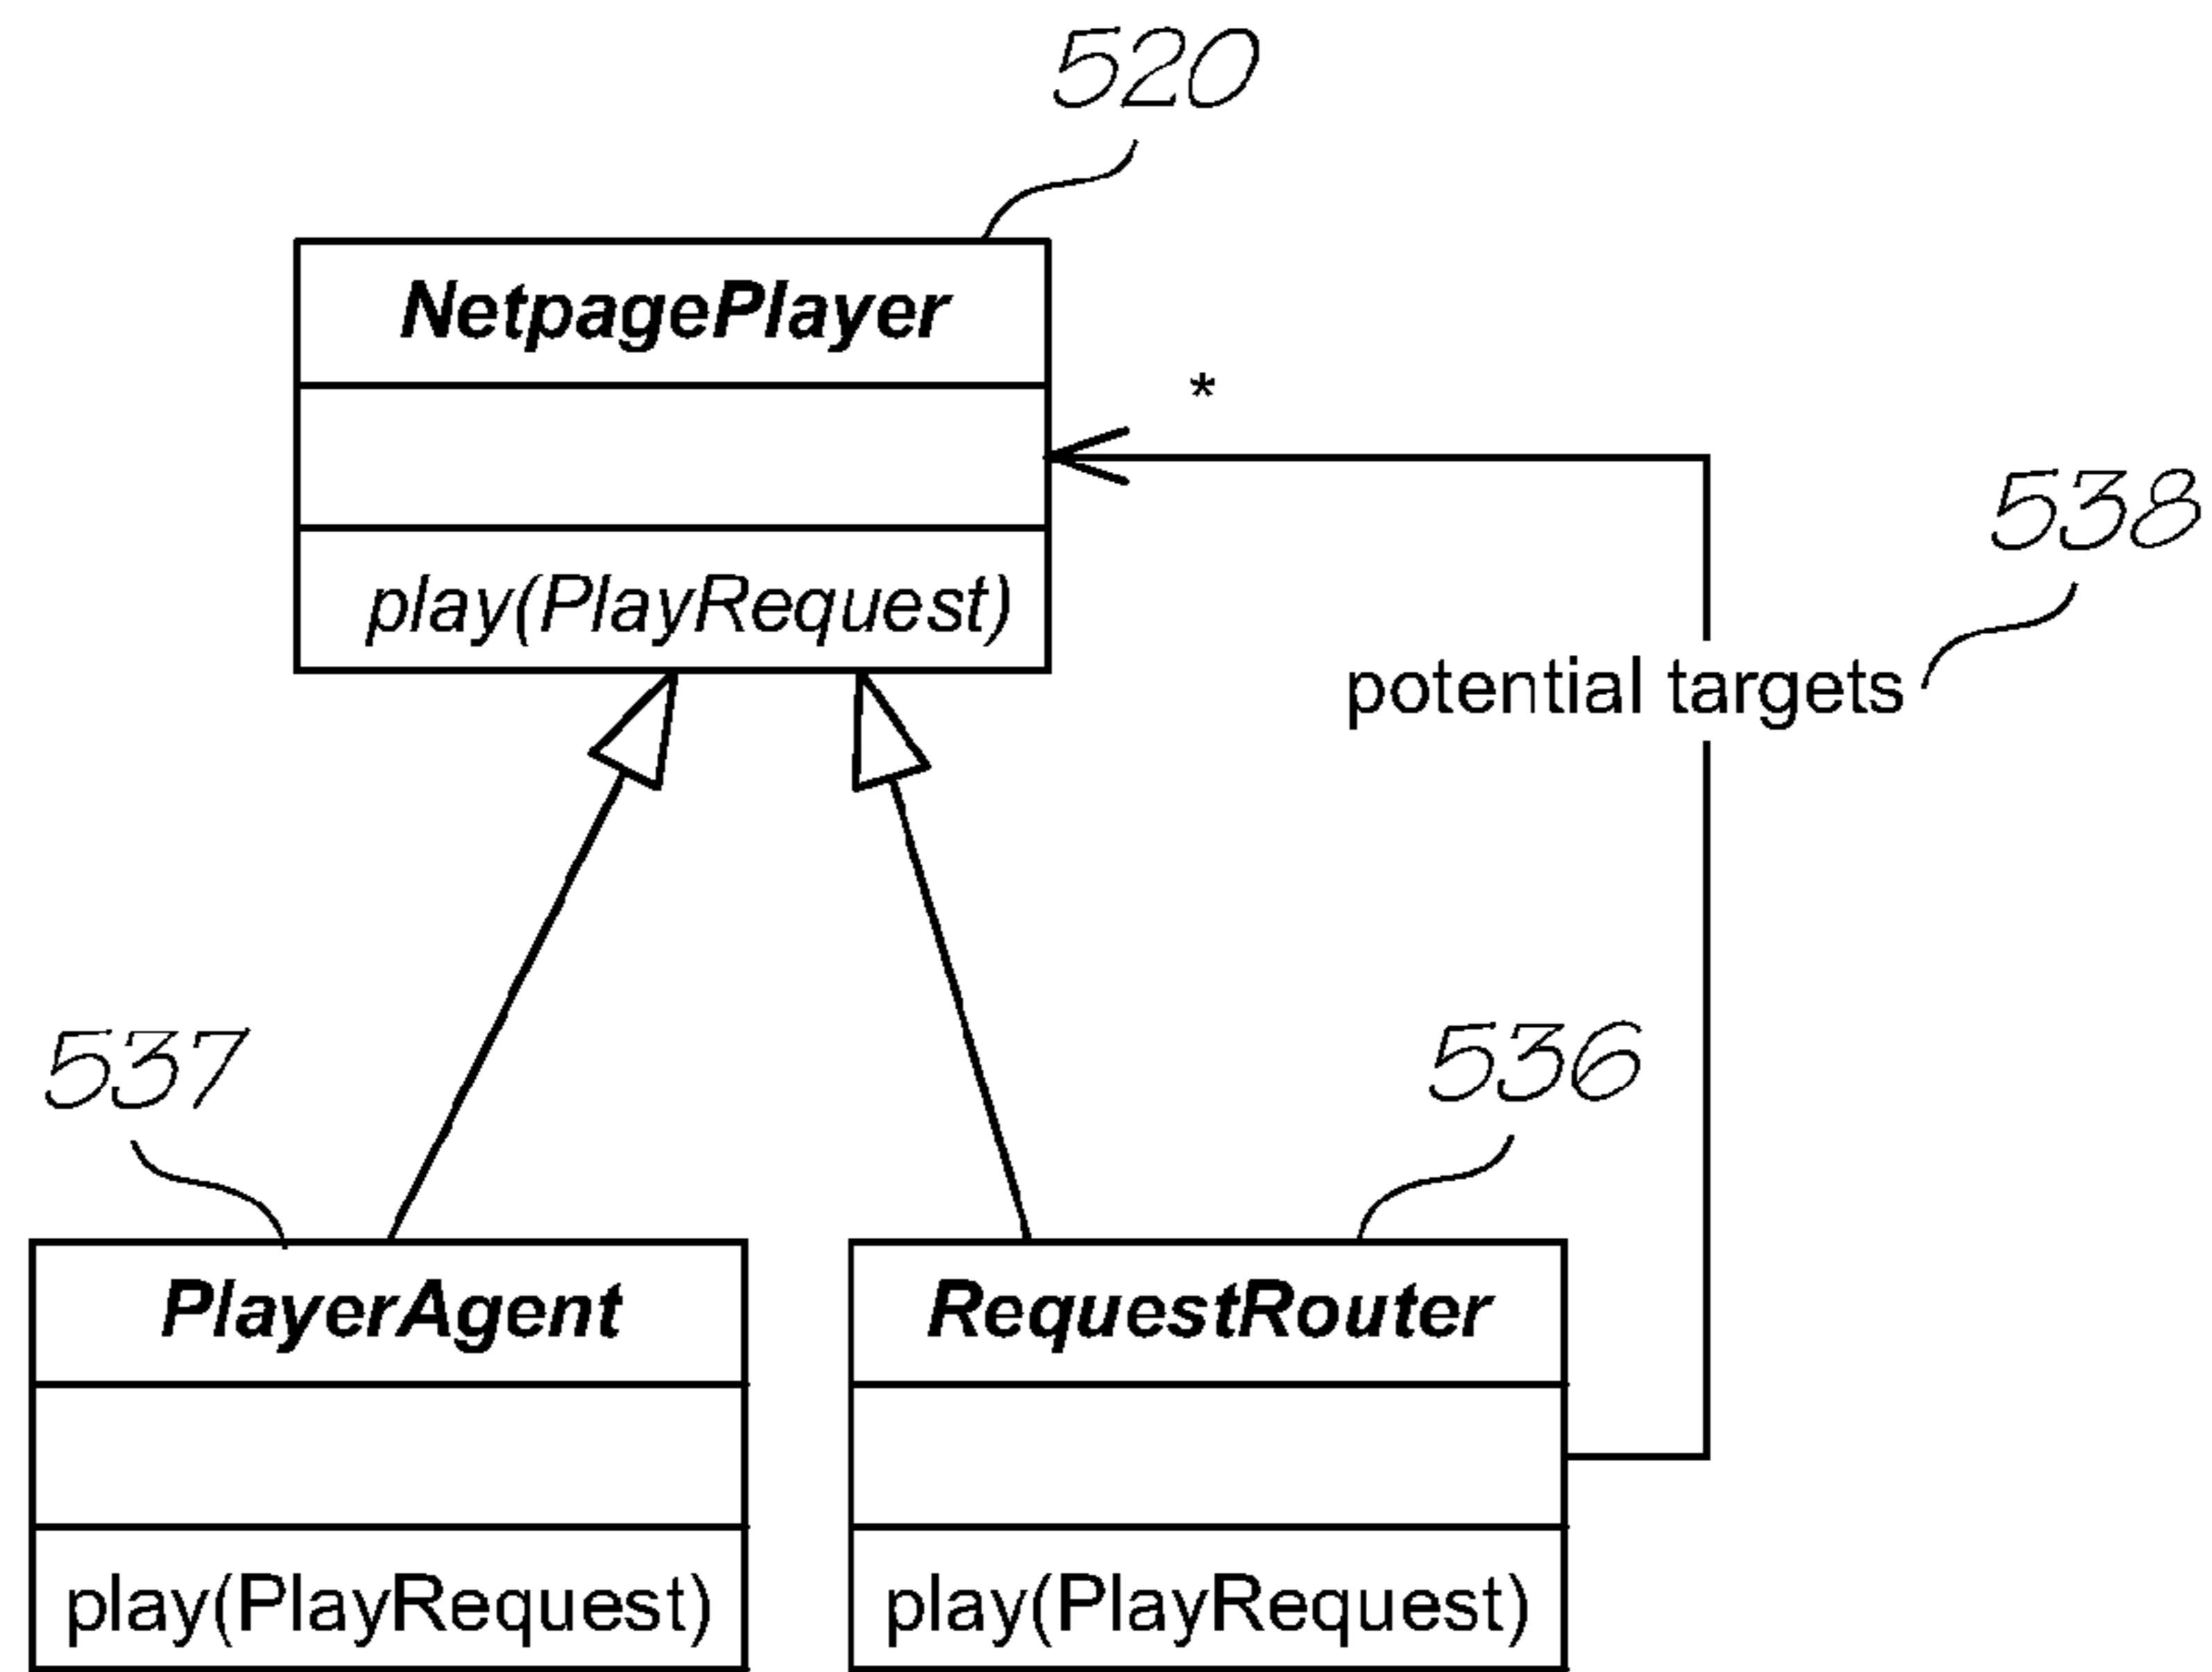 520
NetpagePlayer
*
538
play(PlayRequest)
potential targets
537
536
PlayerAgent
RequestRouter
play(PlayRequest)
play(PlayRequest)